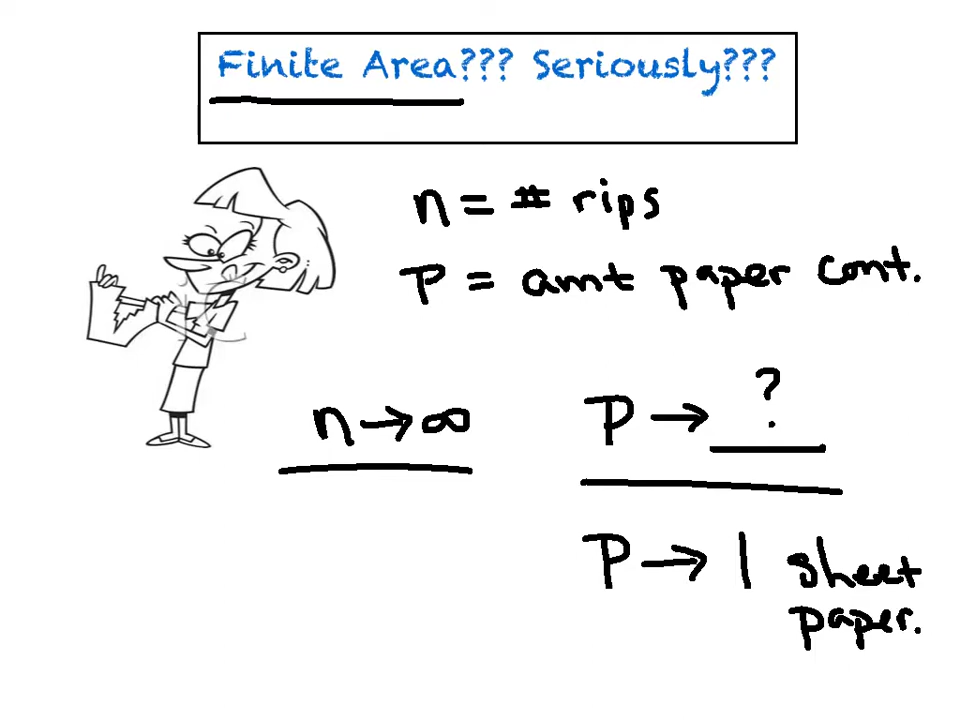 Finite Area??? Seriously???
n = # rips
P = amt paper cont.
n → ∞
P → ?
P → 1 sheet
paper.